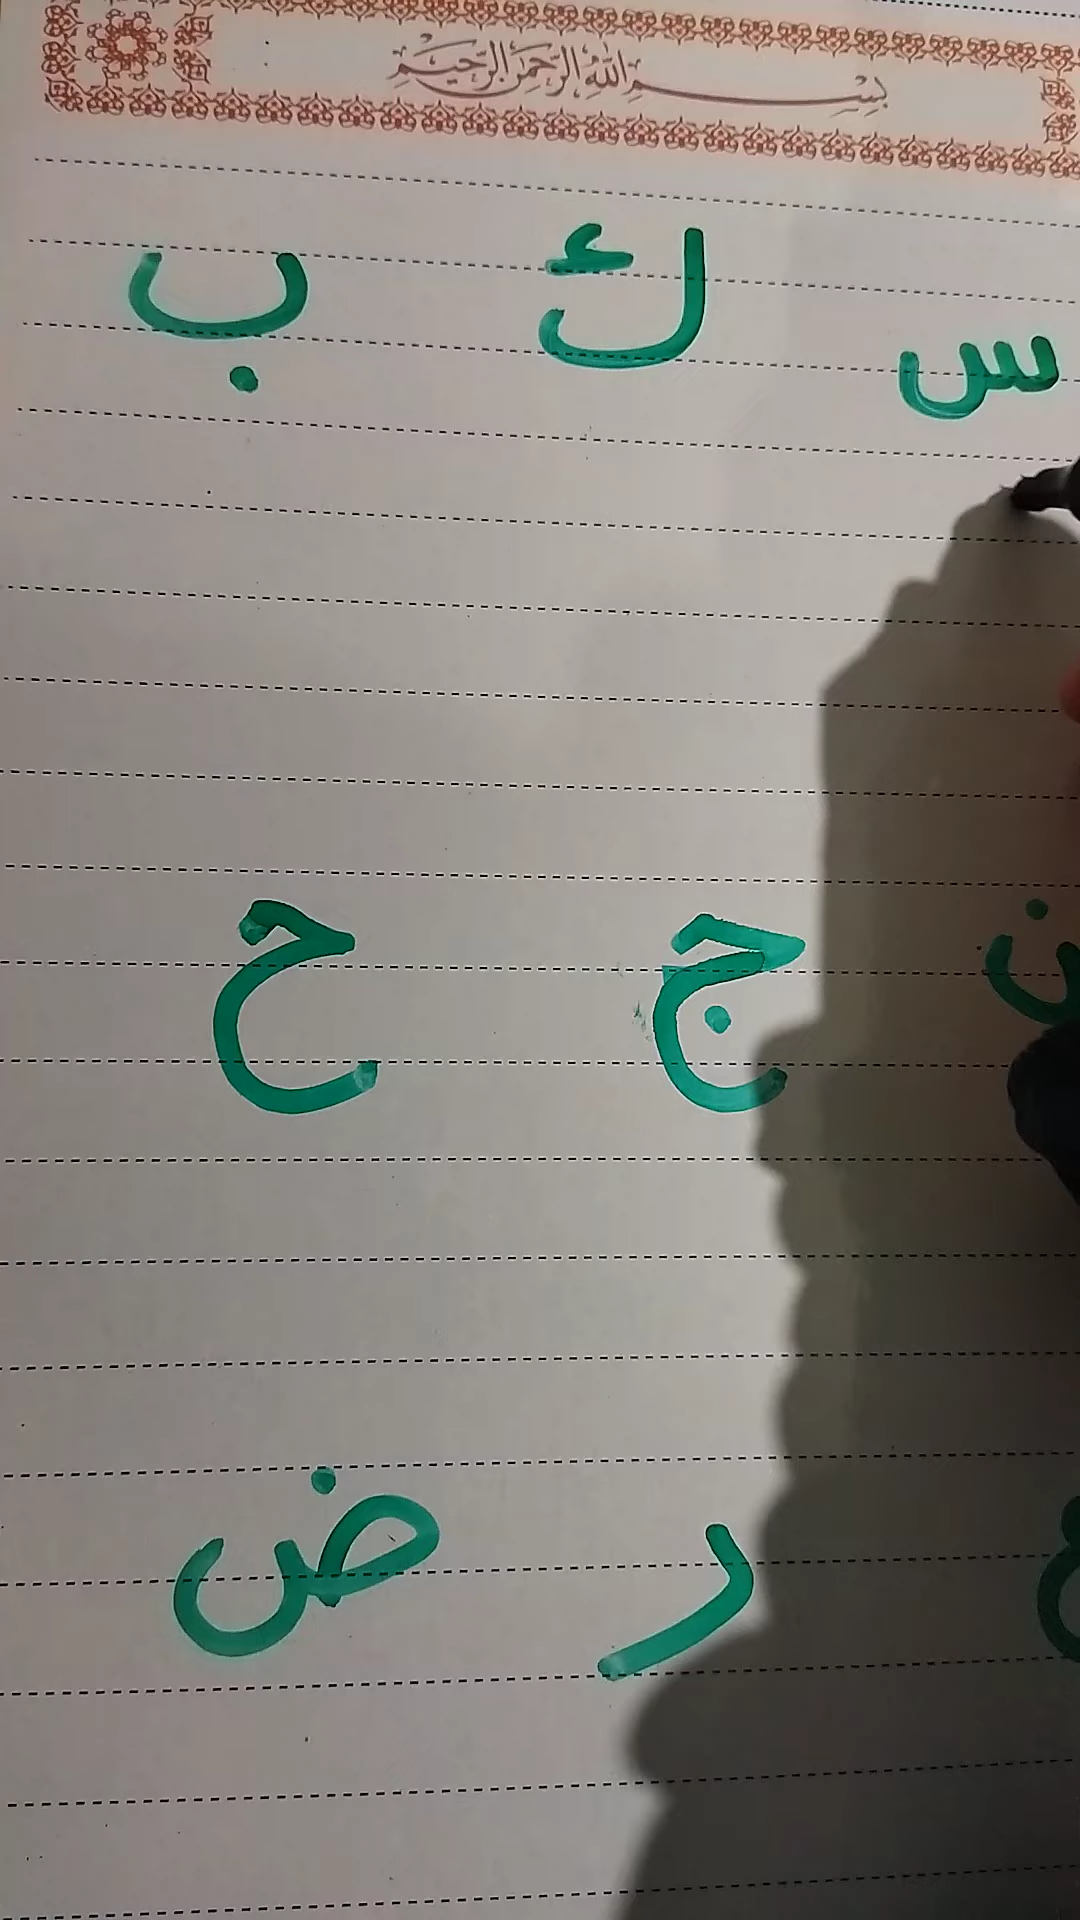 بسم الله الرحمن الرحيم
س ك ب
ن ج ح
ر ض